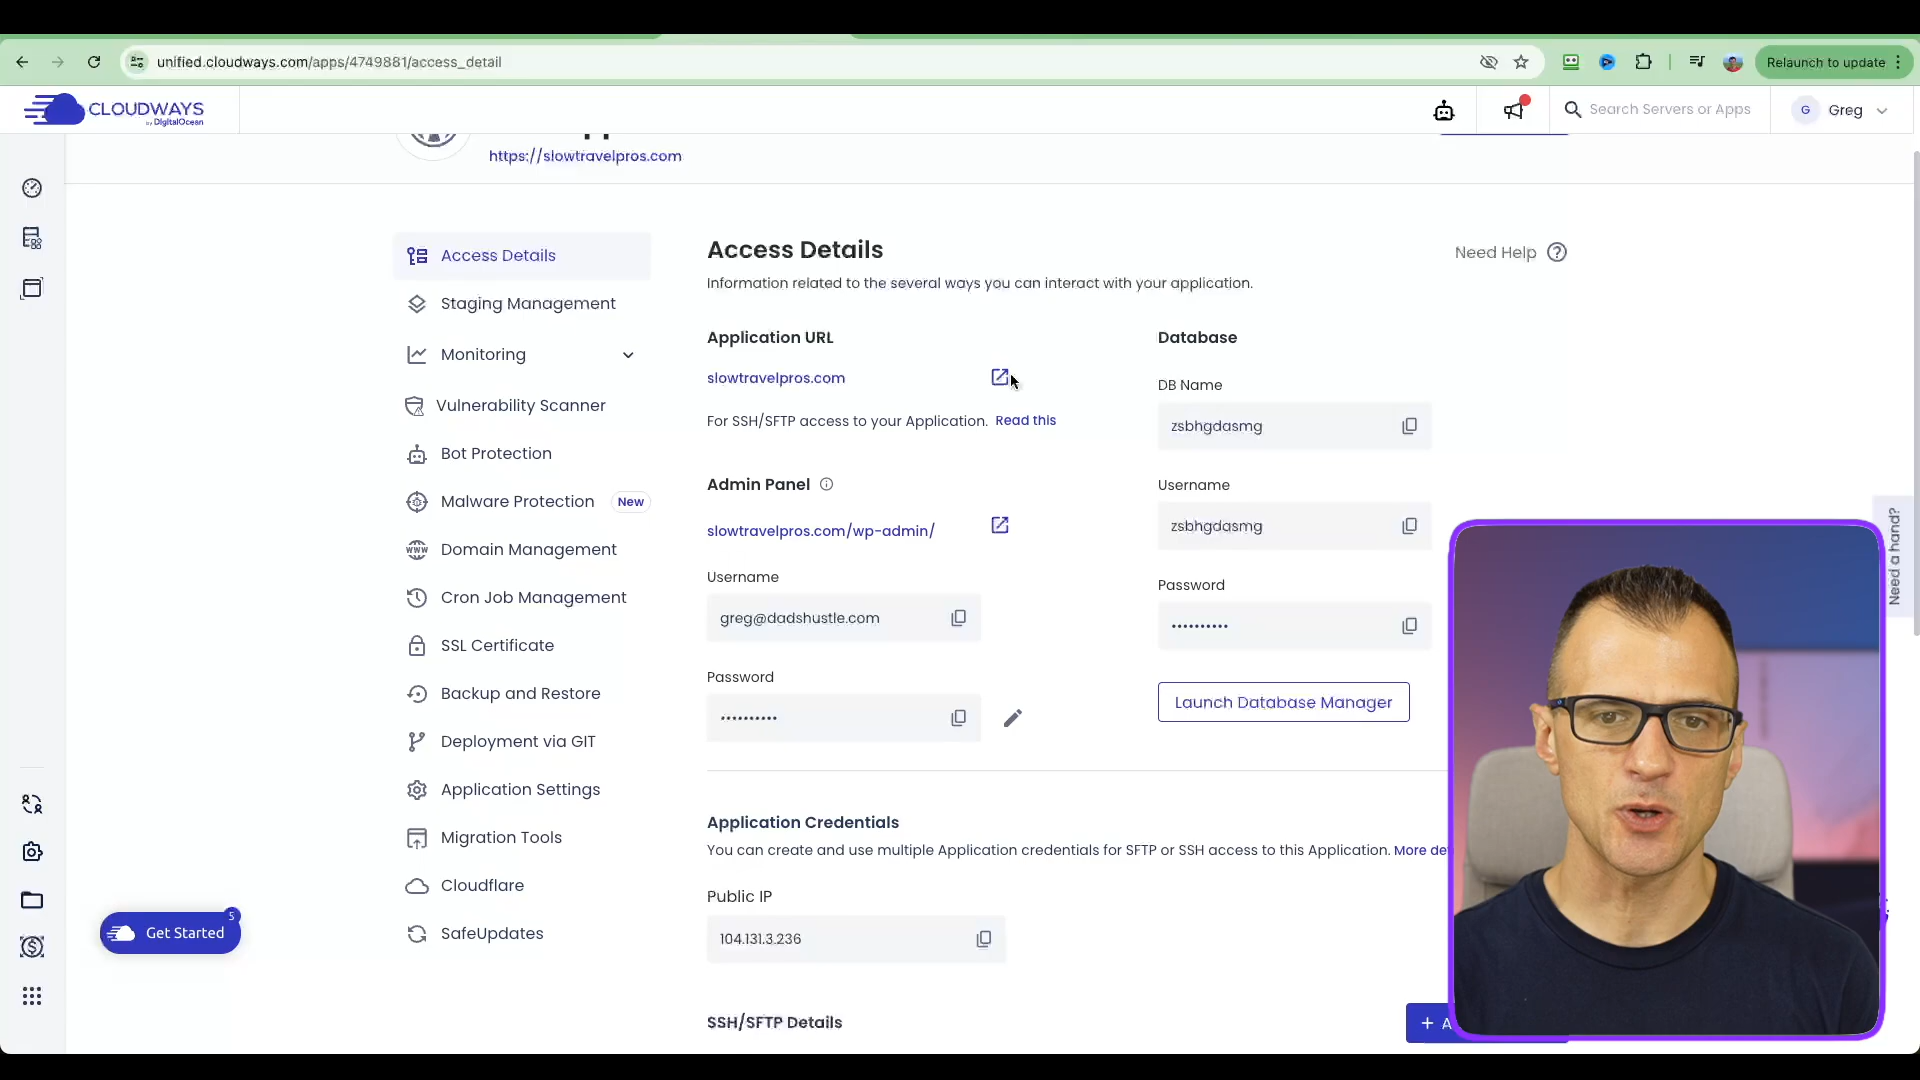 unified.cloudways.com/apps/4749881/access_detail
Relaunch to update
CLOUDWAYS
by DigitalOcean
Search Servers or Apps
G Greg
https://slowtravelpros.com
Access Details
Staging Management
Monitoring
Vulnerability Scanner
Bot Protection
Malware Protection New
Domain Management
Cron Job Management
SSL Certificate
Backup and Restore
Deployment via GIT
Application Settings
Migration Tools
Cloudflare
SafeUpdates
Get Started 5
Access Details
Need Help
Information related to the several ways you can interact with your application.
Application URL
slowtravelpros.com
For SSH/SFTP access to your Application. Read this
Admin Panel
slowtravelpros.com/wp-admin/
Username
greg@dadshustle.com
Password
••••••••••
Database
DB Name
zsbhgdasmg
Username
zsbhgdasmg
Password
••••••••••
Launch Database Manager
Need a hand?
Application Credentials
You can create and use multiple Application credentials for SFTP or SSH access to this Application. More
Public IP
104.131.3.236
SSH/SFTP Details
+ A